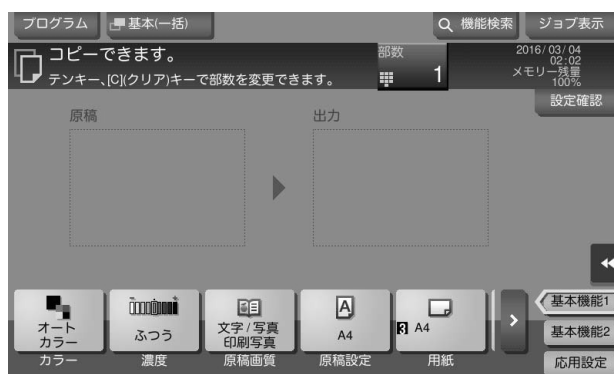 プログラム
基本(一括)
機能検索
ジョブ表示
コピーできます。
テンキー、[C](クリア)キーで部数を変更できます。
部数
1
2016/03/04
02:02
メモリー残量
100%
設定確認
原稿
出力
オート
カラー
カラー
ふつう
濃度
文字/写真
印刷写真
原稿画質
A
A4
原稿設定
3 A4
用紙
基本機能1
基本機能2
応用設定